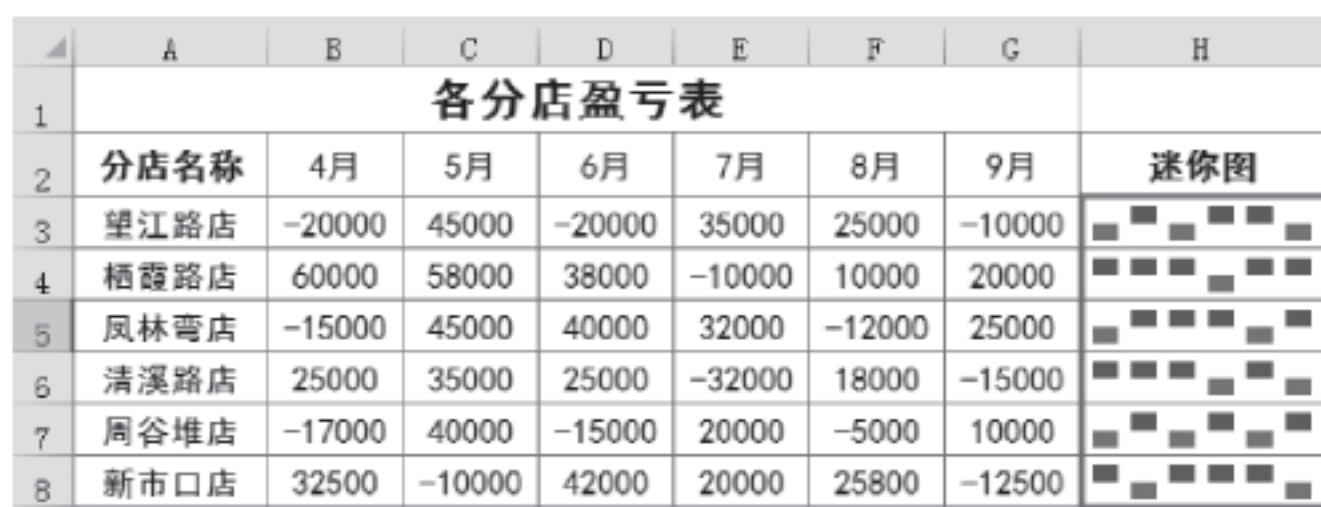 A B C D E F G H
1 各分店盈亏表
2 分店名称 4月 5月 6月 7月 8月 9月 迷你图
3 望江路店 -20000 45000 -20000 35000 25000 -10000
4 栖霞路店 60000 58000 38000 -10000 10000 20000
5 凤林弯店 -15000 45000 40000 32000 -12000 25000
6 清溪路店 25000 35000 25000 -32000 18000 -15000
7 周谷堆店 -17000 40000 -15000 20000 -5000 10000
8 新市口店 32500 -10000 42000 20000 25800 -12500